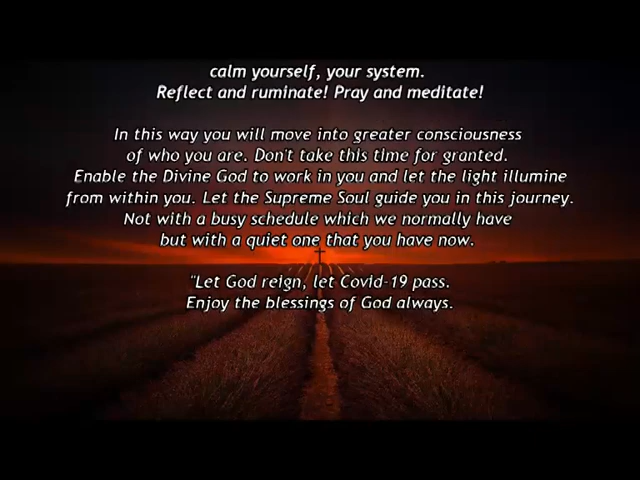 calm yourself, your system.
Reflect and ruminate! Pray and meditate!
In this way you will move into greater consciousness
of who you are. Don't take this time for granted.
Enable the Divine God to work in you and let the light illumine
from within you. Let the Supreme Soul guide you in this journey.
Not with a busy schedule which we normally have
but with a quiet one that you have now.
"Let God reign, let Covid-19 pass.
Enjoy the blessings of God always.